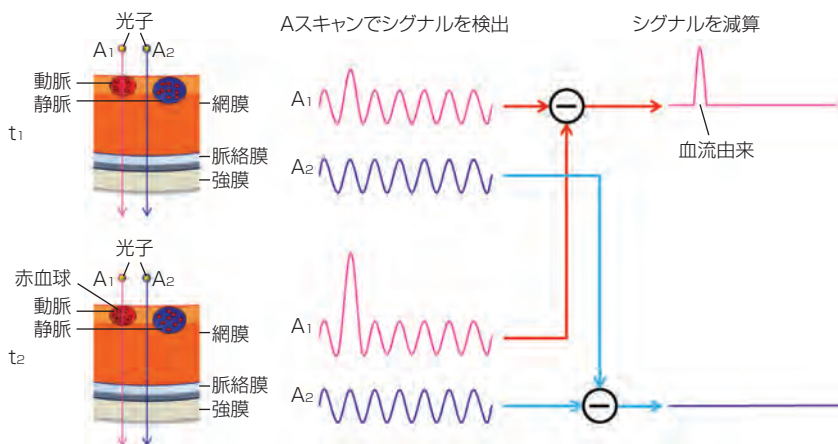 光子
A1 A2
動脈
静脈
網膜
脈絡膜
強膜
t1
Aスキャンでシグナルを検出
A1
A2
シグナルを減算
血流由来
光子
赤血球
A1 A2
動脈
静脈
網膜
脈絡膜
強膜
t2
A1
A2